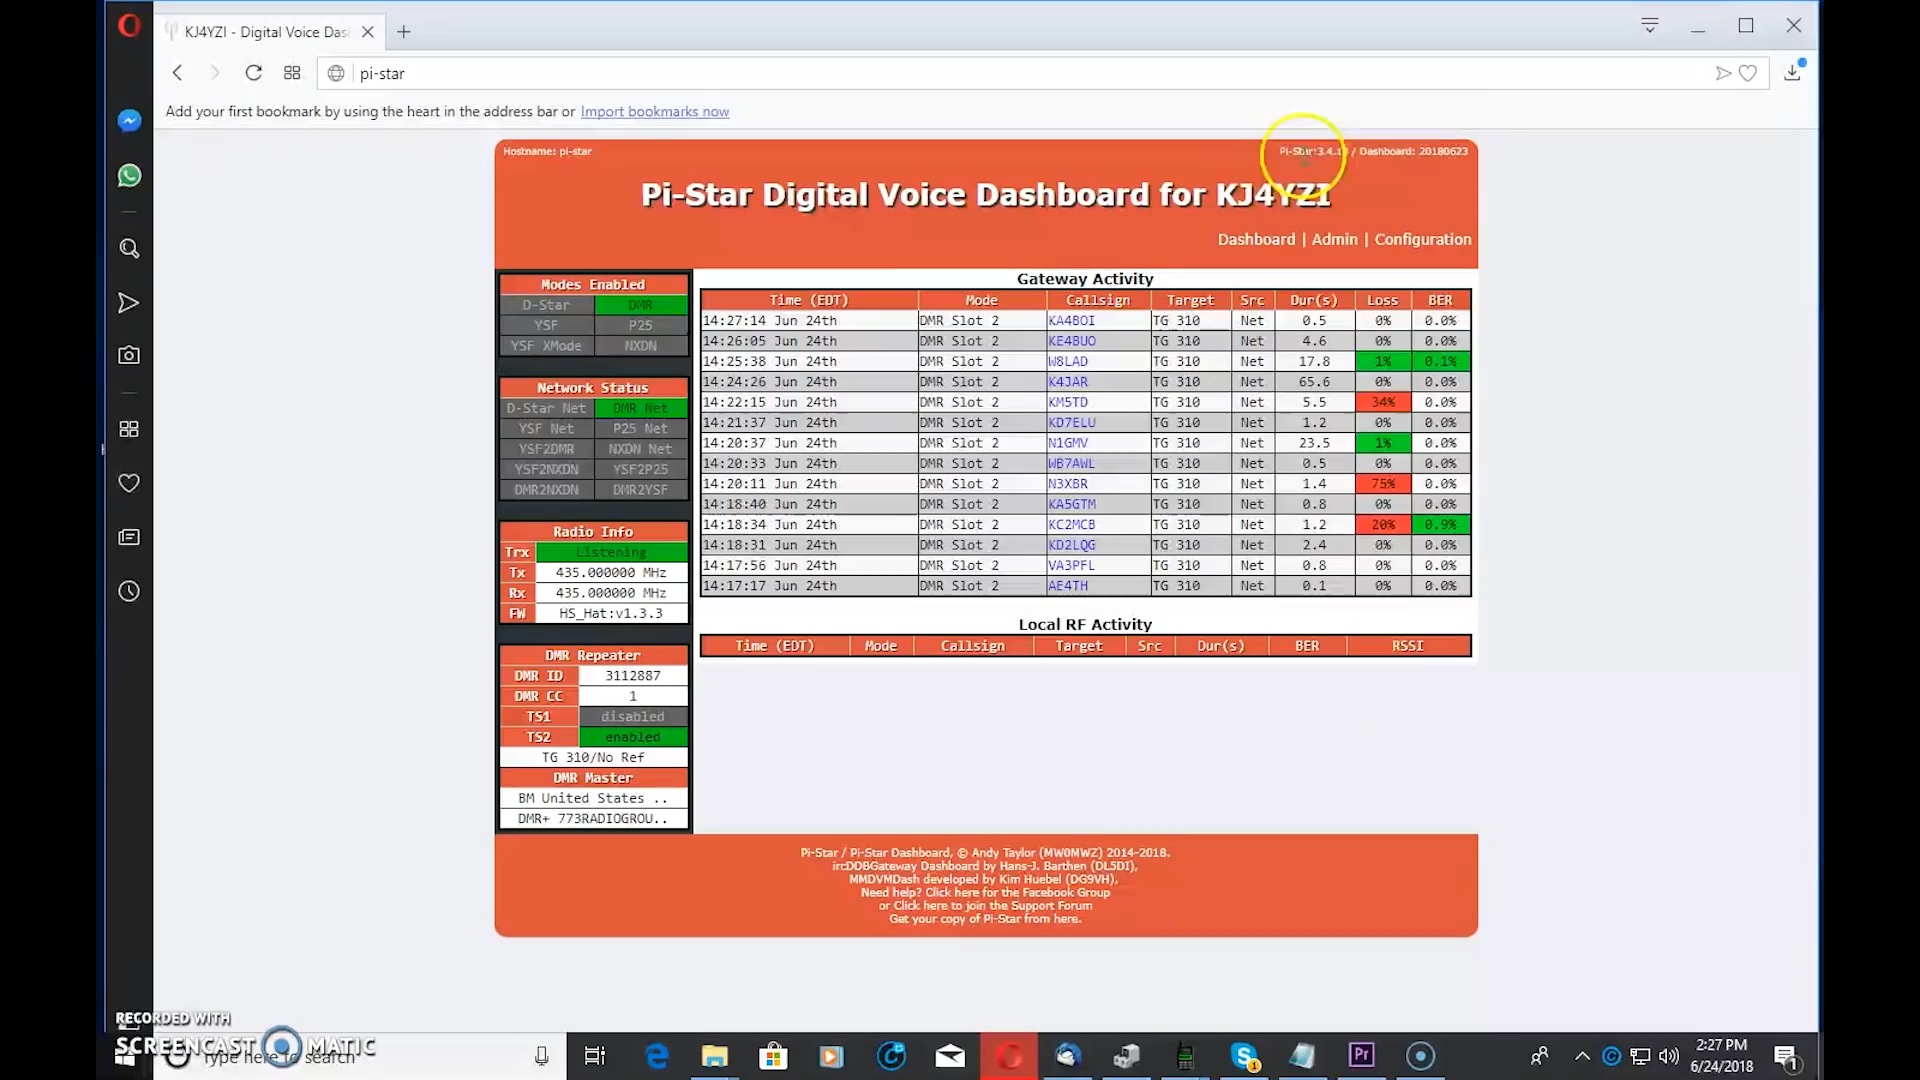 KJ4YZI - Digital Voice Das
pi-star
Add your first bookmark by using the heart in the address bar or Import bookmarks now
Hostname: pi-star
/ Dashboard: 20180623
Pi-Star Digital Voice Dashboard for KJ4YZI
Dashboard | Admin | Configuration
Modes Enabled
D-Star DMR
YSF P25
YSF XMode NXDN
Network Status
D-Star Net DMR Net
YSF Net P25 Net
YSF2DMR NXDN Net
YSF2NXDN YSF2P25
DMR2NXDN DMR2YSF
Radio Info
Trx Listening
Tx 435.000000 MHz
Rx 435.000000 MHz
FW HS_Hat:v1.3.3
DMR Repeater
DMR ID 3112887
DMR CC 1
TS1 disabled
TS2 enabled
TG 310/No Ref
DMR Master
BM United States ..
DMR+ 773RADIOGROU..
Gateway Activity
Time (EDT) Mode Callsign Target Src Dur(s) Loss BER
14:27:14 Jun 24th DMR Slot 2 KA4BOI TG 310 Net 0.5 0% 0.0%
14:26:05 Jun 24th DMR Slot 2 KE4BUO TG 310 Net 4.6 0% 0.0%
14:25:38 Jun 24th DMR Slot 2 W8LAD TG 310 Net 17.8 1% 0.1%
14:24:26 Jun 24th DMR Slot 2 K4JAR TG 310 Net 65.6 0% 0.0%
14:22:15 Jun 24th DMR Slot 2 KM5TD TG 310 Net 5.5 34% 0.0%
14:21:37 Jun 24th DMR Slot 2 KD7ELU TG 310 Net 1.2 0% 0.0%
14:20:37 Jun 24th DMR Slot 2 N1GMV TG 310 Net 23.5 1% 0.0%
14:20:33 Jun 24th DMR Slot 2 WB7AWL TG 310 Net 0.5 0% 0.0%
14:20:11 Jun 24th DMR Slot 2 N3XBR TG 310 Net 1.4 75% 0.0%
14:18:40 Jun 24th DMR Slot 2 KA5GTM TG 310 Net 0.8 0% 0.0%
14:18:34 Jun 24th DMR Slot 2 KC2MCB TG 310 Net 1.2 20% 0.9%
14:18:31 Jun 24th DMR Slot 2 KD2LQG TG 310 Net 2.4 0% 0.0%
14:17:56 Jun 24th DMR Slot 2 VA3PFL TG 310 Net 0.8 0% 0.0%
14:17:17 Jun 24th DMR Slot 2 AE4TH TG 310 Net 0.1 0% 0.0%
Local RF Activity
Time (EDT) Mode Callsign Target Src Dur(s) BER RSSI
Pi-Star / Pi-Star Dashboard, © Andy Taylor (MW0MWZ) 2014-2018.
ircDDBGateway Dashboard by Hans-J. Barthen (DL5DI),
MMDVMDash developed by Kim Huebel (DG9VH),
Need help? Click here for the Facebook Group
or Click here to join the Support Forum
Get your copy of Pi-Star from here.
RECORDED WITH
SCREENCAST MATIC
Type here to search
Pr
1
2:27 PM
6/24/2018
1